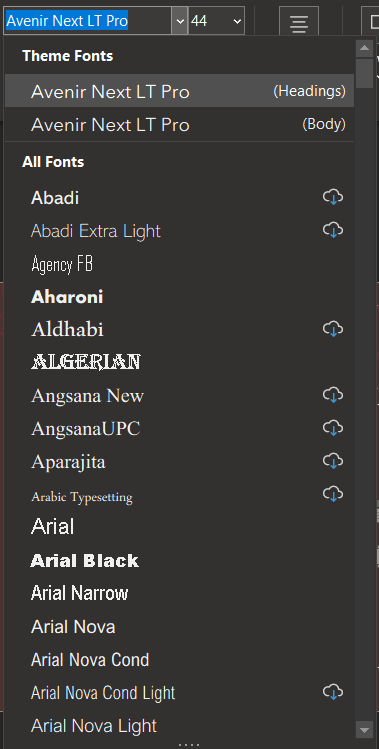 Avenir Next LT Pro 44
Theme Fonts
Avenir Next LT Pro (Headings)
Avenir Next LT Pro (Body)
All Fonts
Abadi
Abadi Extra Light
Agency FB
Aharoni
Aldhabi
ALGERIAN
Angsana New
AngsanaUPC
Aparajita
Arabic Typesetting
Arial
Arial Black
Arial Narrow
Arial Nova
Arial Nova Cond
Arial Nova Cond Light
Arial Nova Light